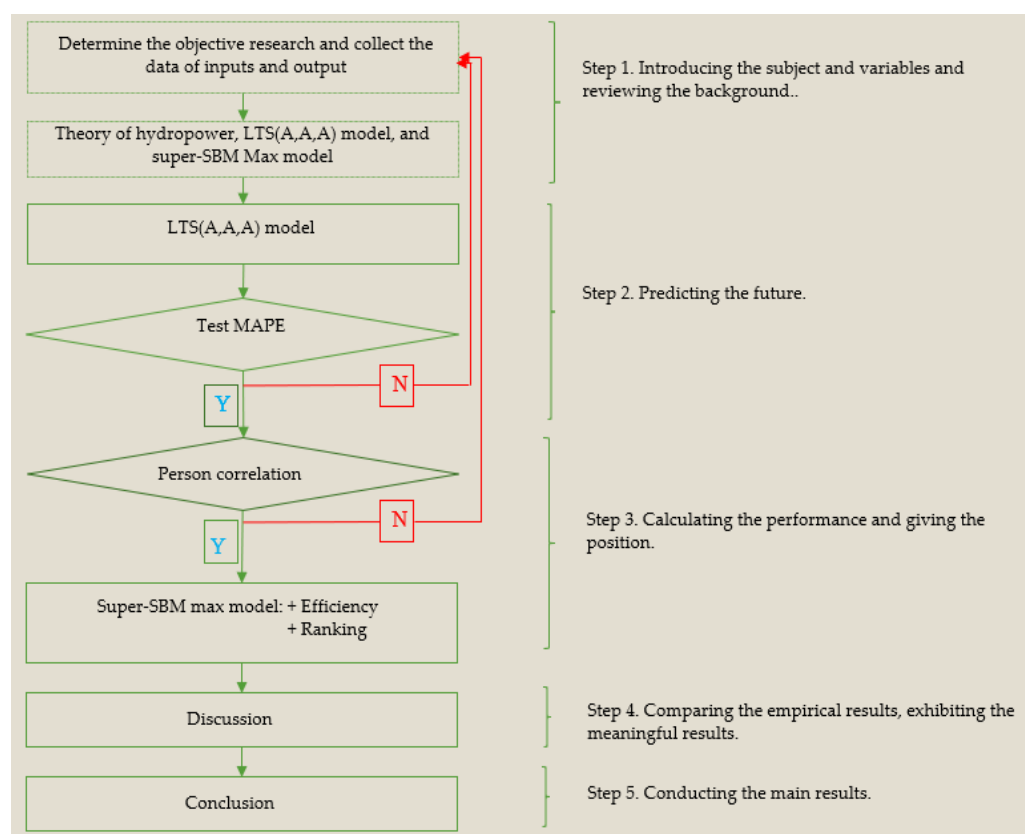 Determine the objective research and collect the
data of inputs and output
Step 1. Introducing the subject and variables and
reviewing the background..
Theory of hydropower, LTS(A,A,A) model, and
super-SBM Max model
LTS(A,A,A) model
Step 2. Predicting the future.
Test MAPE
N
Y
Person correlation
N
Y
Step 3. Calculating the performance and giving the
position.
Super-SBM max model: + Efficiency
+ Ranking
Discussion
Step 4. Comparing the empirical results, exhibiting the
meaningful results.
Conclusion
Step 5. Conducting the main results.